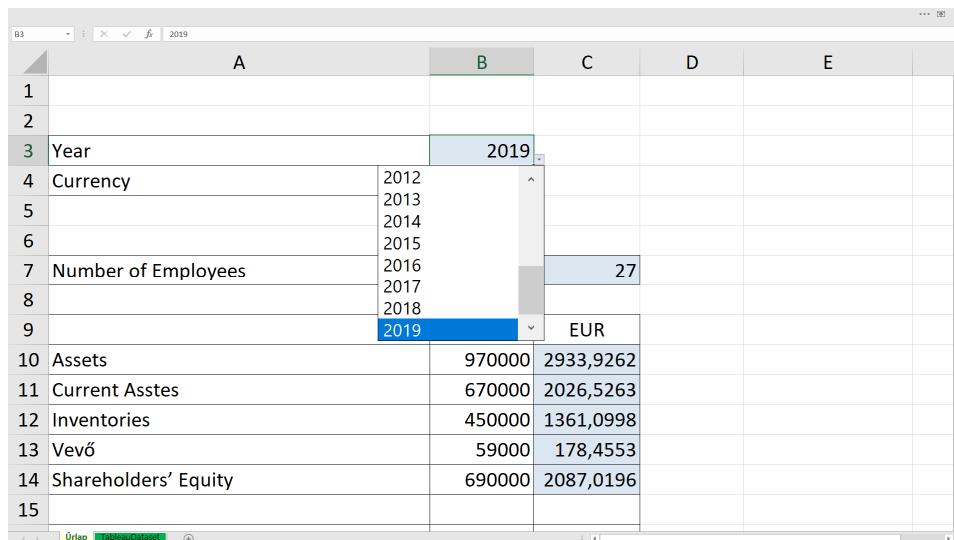 B3 fx 2019
A B C D E
1
2
3 Year 2019
4 Currency 2012
2013
5 2014
6 2015
7 Number of Employees 2016 27
2017
8 2018
9 2019 EUR
10 Assets 970000 2933,9262
11 Current Asstes 670000 2026,5263
12 Inventories 450000 1361,0998
13 Vevő 59000 178,4553
14 Shareholders' Equity 690000 2087,0196
15
Űrlap TableauDataset